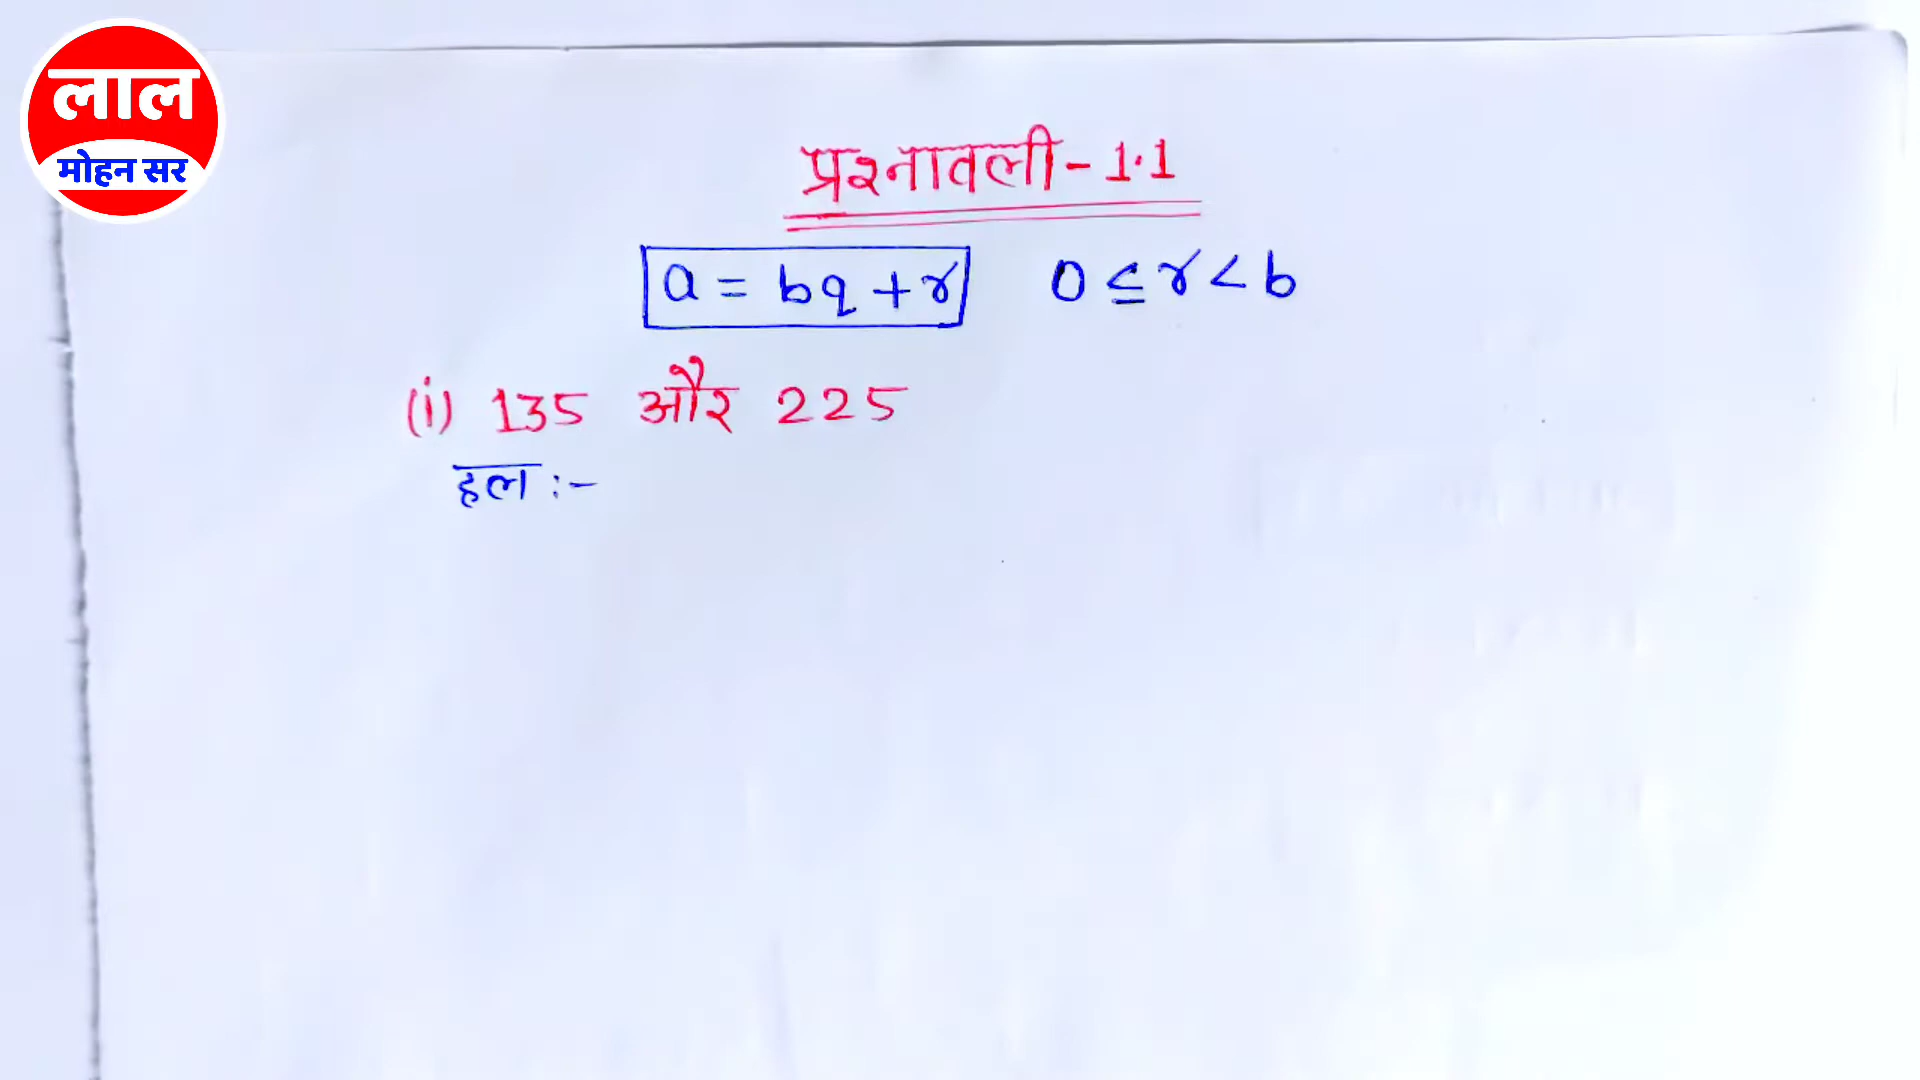 लाल
मोहन सर
प्रश्नावली - 1.1
a = bq + r 0 ≤ r < b
(i) 135 और 225
हल :-